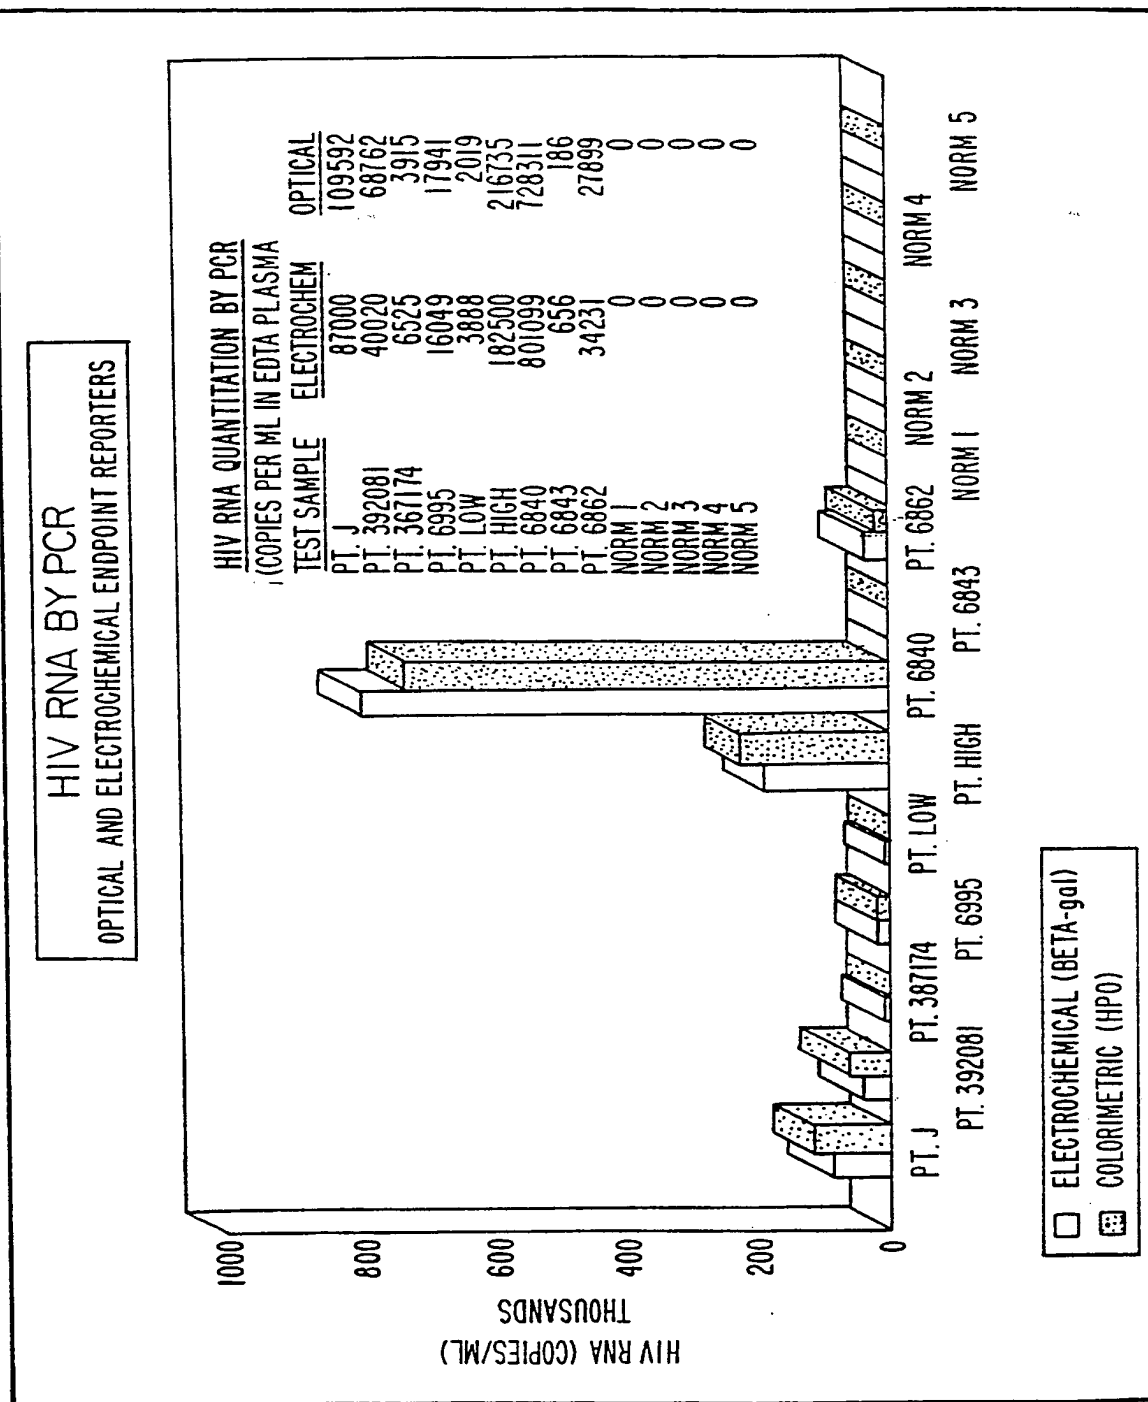 HIV RNA BY PCR
OPTICAL AND ELECTROCHEMICAL ENDPOINT REPORTERS
HIV RNA QUANTITATION BY PCR
(COPIES PER ML IN EDTA PLASMA
TEST SAMPLE ELECTROCHEM OPTICAL
PT. J 87000 109592
PT. 392081 40020 68762
PT. 367174 6525 3915
PT. 6995 16049 17941
PT. LOW 3888 2019
PT. HIGH 182500 216735
PT. 6840 801099 728311
PT. 6843 656 186
PT. 6862 34231 27899
NORM 1 0 0
NORM 2 0 0
NORM 3 0 0
NORM 4 0 0
NORM 5 0 0
HIV RNA (COPIES/ML)
THOUSANDS
1000
800
600
400
200
0
PT. J
PT. 392081
PT. 387174
PT. 6995
PT. LOW
PT. HIGH
PT. 6840
PT. 6843
PT. 6862
NORM 1
NORM 2
NORM 3
NORM 4
NORM 5
ELECTROCHEMICAL (BETA-gal)
COLORIMETRIC (HPO)